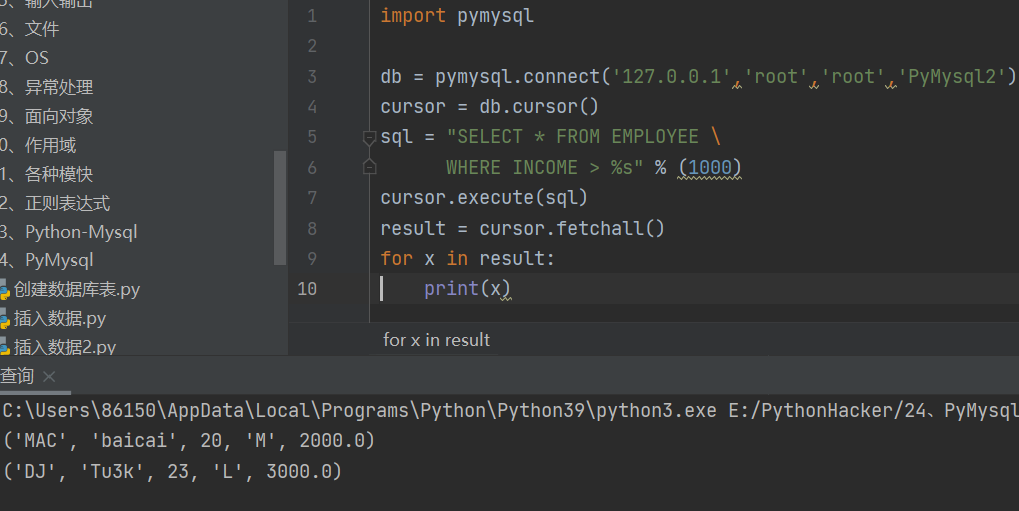 5、输入输出
6、文件
7、OS
8、异常处理
9、面向对象
0、作用域
1、各种模快
2、正则表达式
3、Python-Mysql
4、PyMysql
创建数据库表.py
插入数据.py
插入数据2.py
1 import pymysql
2
3 db = pymysql.connect('127.0.0.1','root','root','PyMysql2')
4 cursor = db.cursor()
5 sql = "SELECT * FROM EMPLOYEE \
6 WHERE INCOME > %s" % (1000)
7 cursor.execute(sql)
8 result = cursor.fetchall()
9 for x in result:
10 print(x)
for x in result
查询
C:\Users\86150\AppData\Local\Programs\Python\Python39\python3.exe E:/PythonHacker/24、PyMysql
('MAC', 'baicai', 20, 'M', 2000.0)
('DJ', 'Tu3k', 23, 'L', 3000.0)